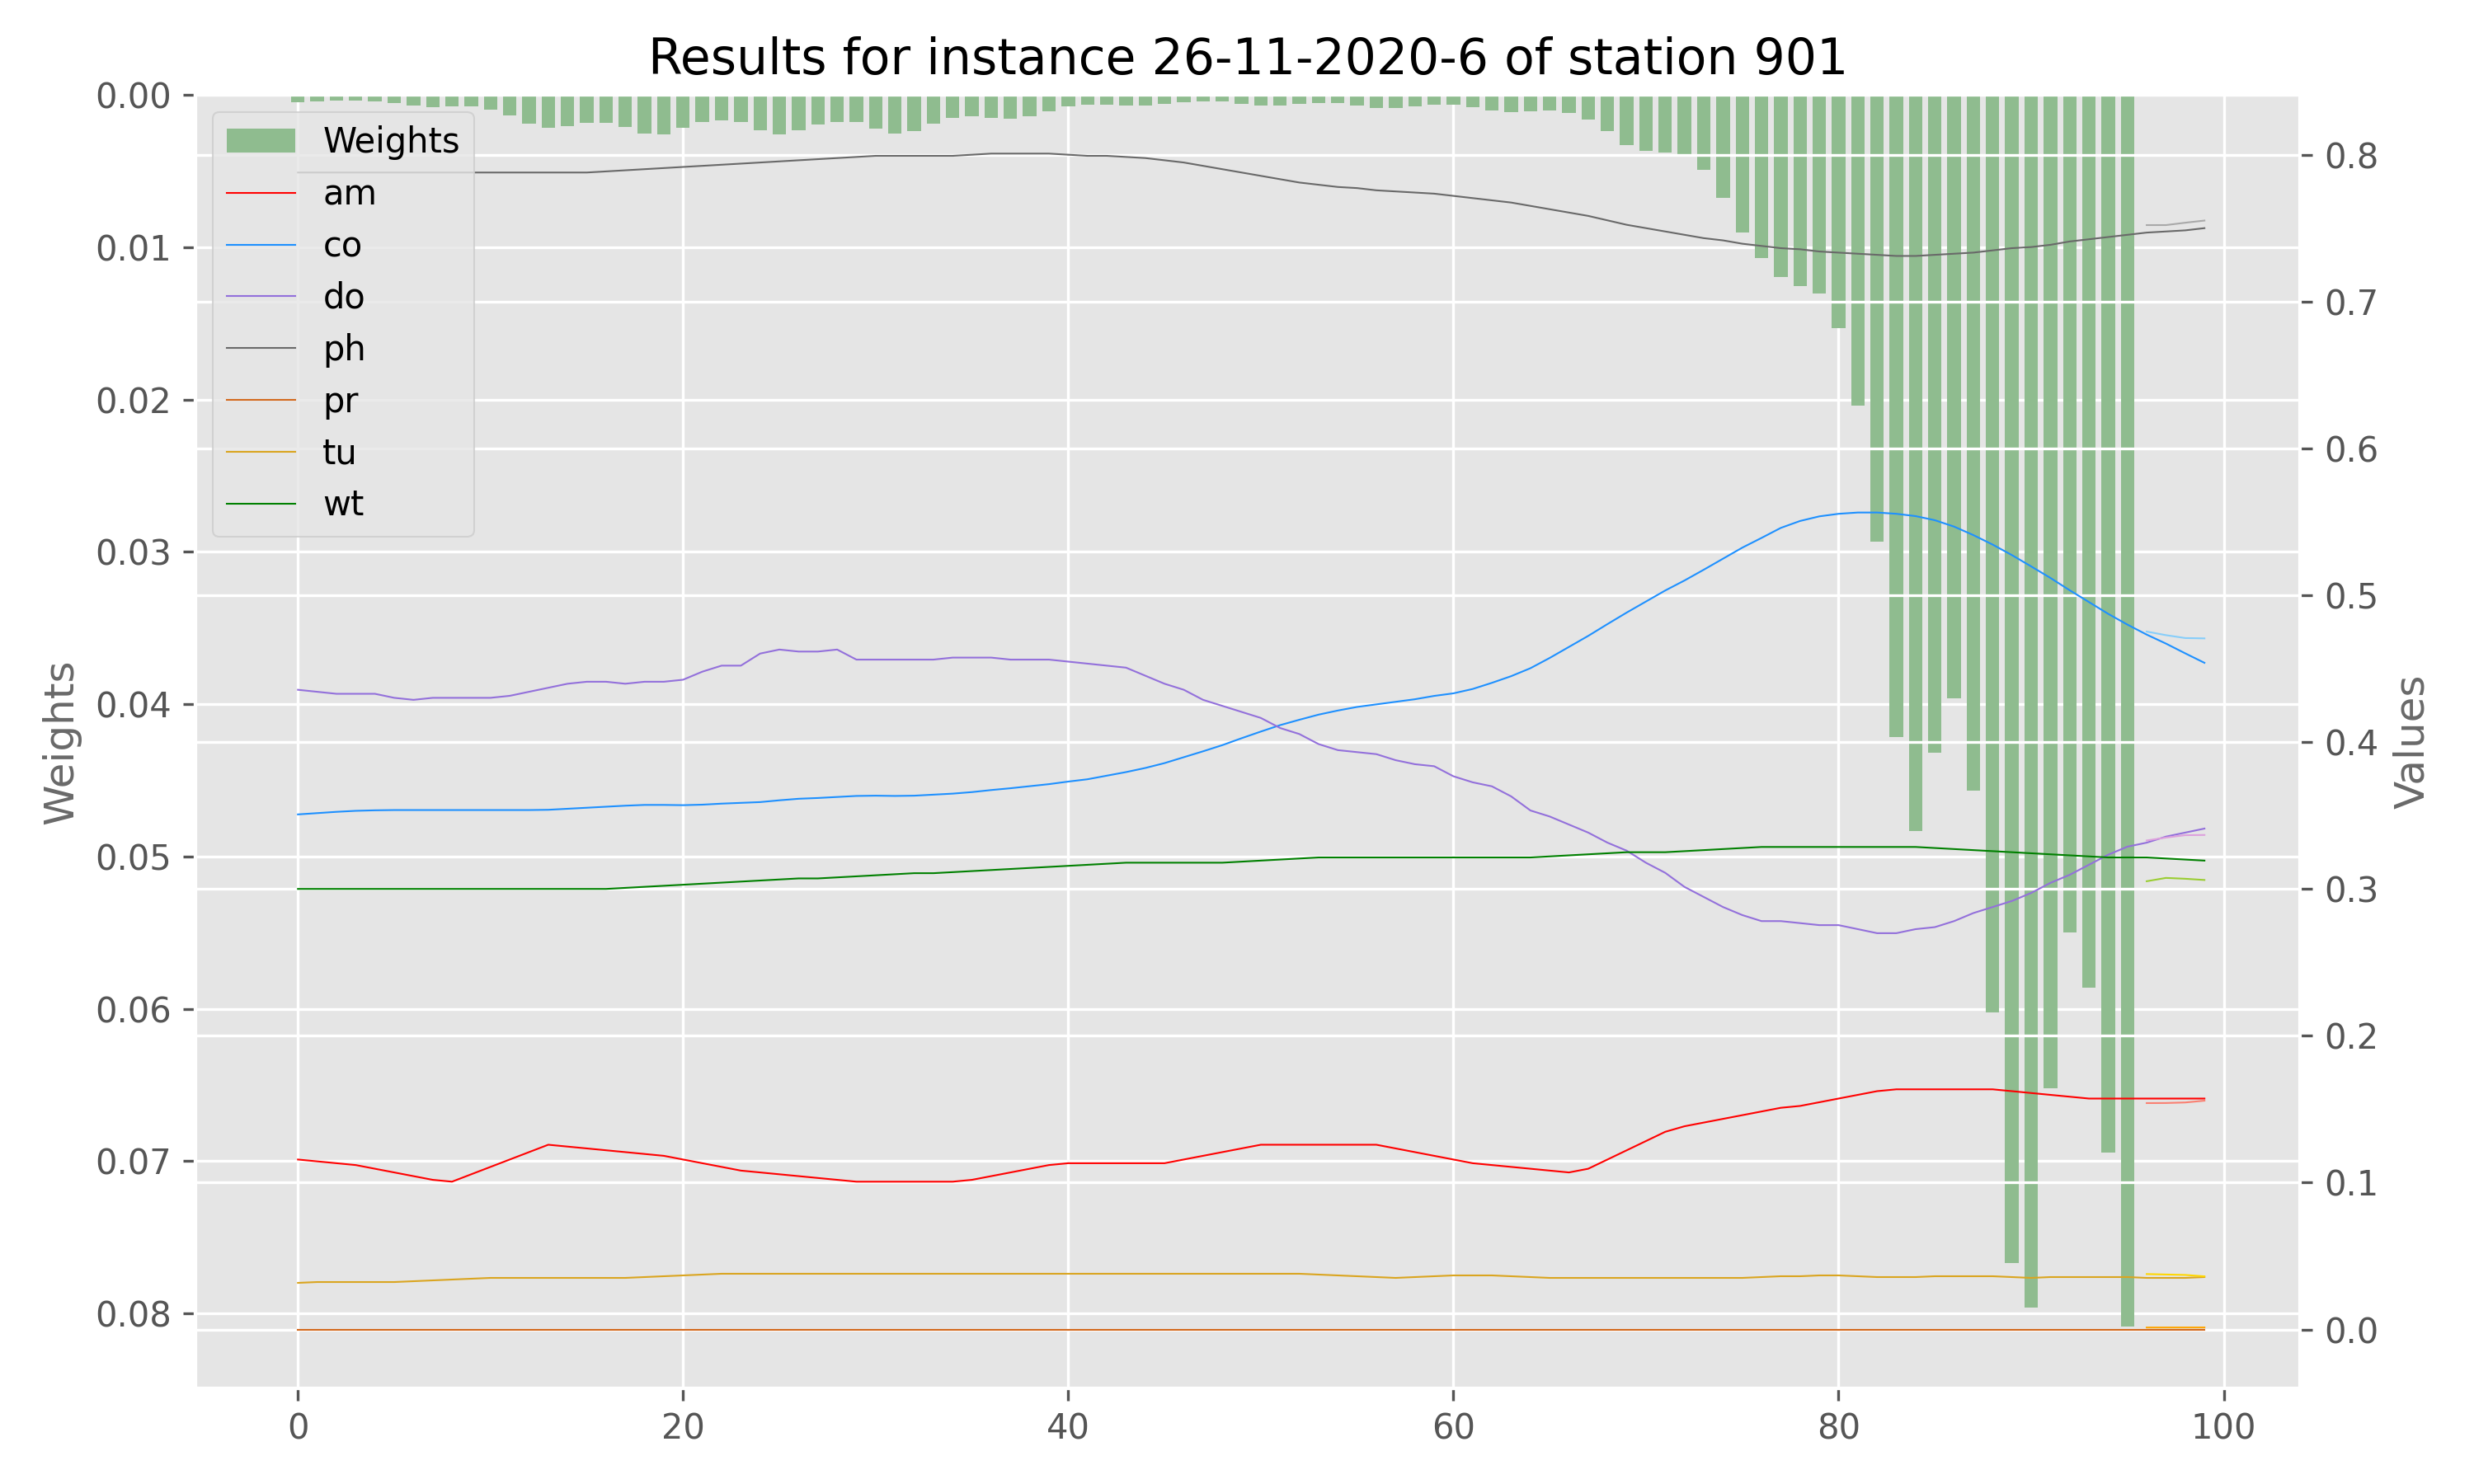 Results for instance 26-11-2020-6 of station 901
Weights
am
co
do
ph
pr
tu
wt
0.00
0.01
0.02
0.03
0.04
0.05
0.06
0.07
0.08
Weights
0.8
0.7
0.6
0.5
0.4
0.3
0.2
0.1
0.0
Values
0 20 40 60 80 100